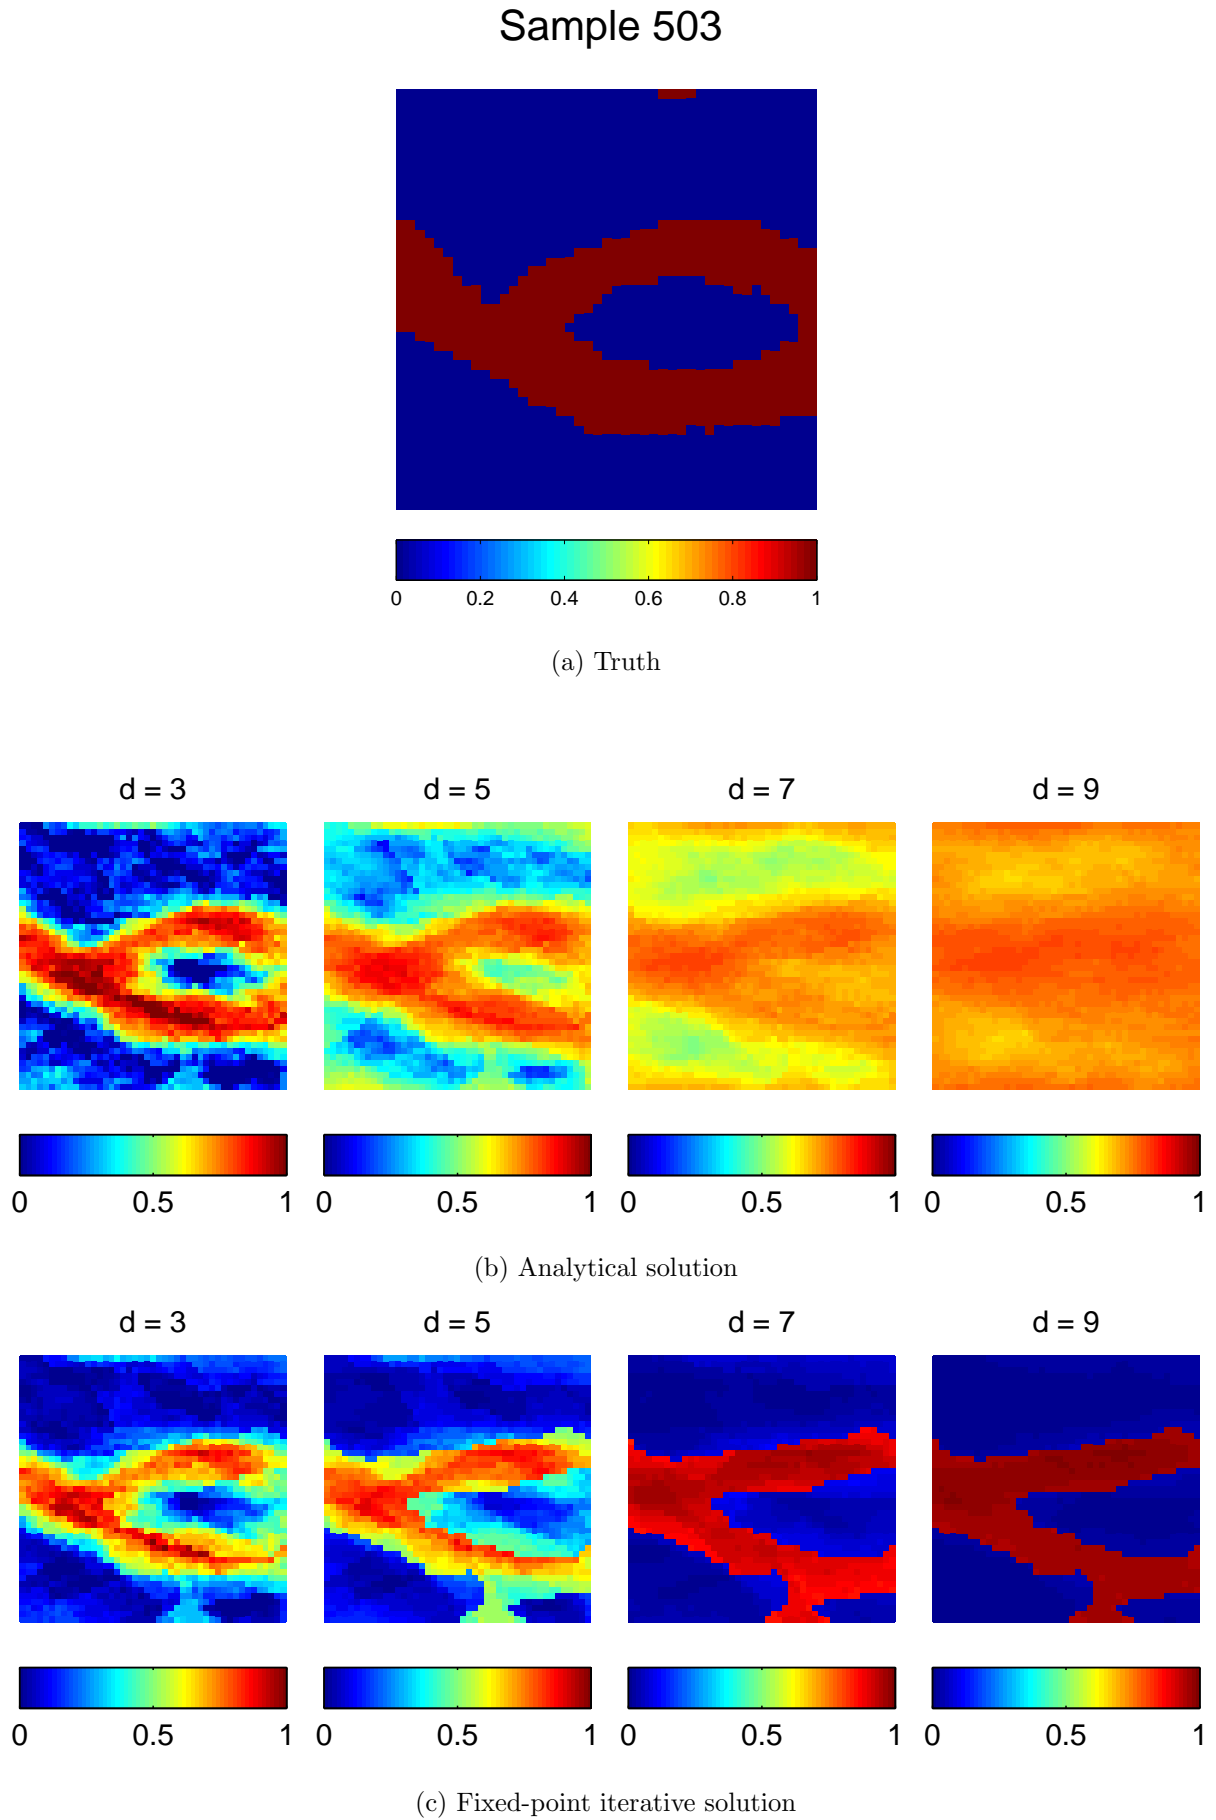 Sample 503
0 0.2 0.4 0.6 0.8 1
(a) Truth
d = 3 d = 5 d = 7 d = 9
0 0.5 1 0 0.5 1 0 0.5 1 0 0.5 1
(b) Analytical solution
d = 3 d = 5 d = 7 d = 9
0 0.5 1 0 0.5 1 0 0.5 1 0 0.5 1
(c) Fixed-point iterative solution